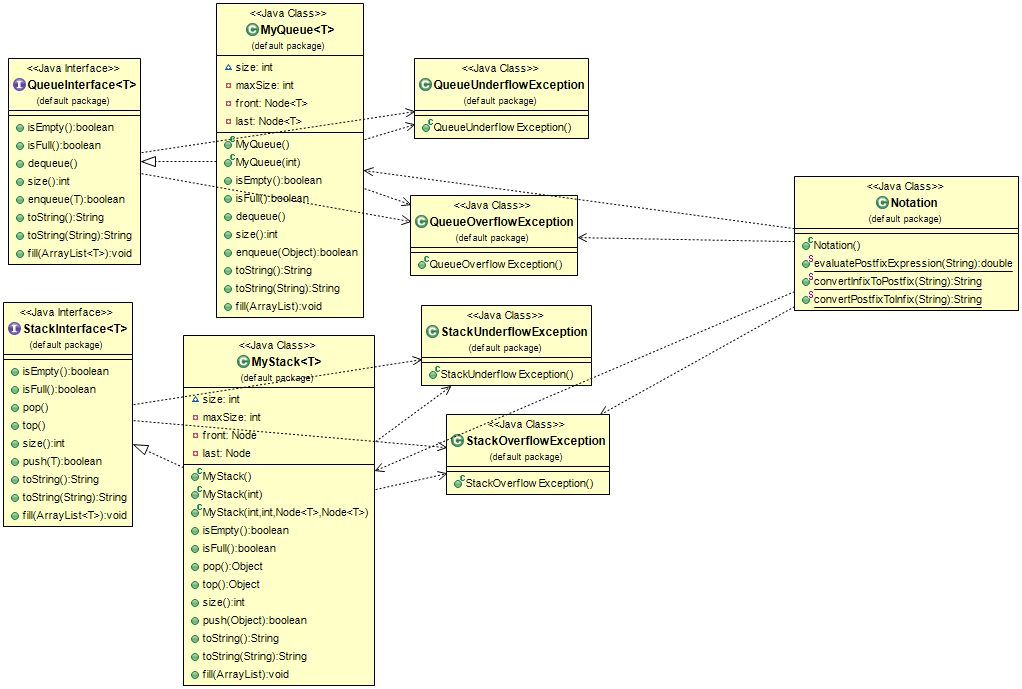 <<Java Interface>>
QueueInterface<T>
(default package)
isEmpty():boolean
isFull():boolean
dequeue()
size():int
enqueue(T):boolean
toString():String
toString(String):String
fill(ArrayList<T>):void
<<Java Class>>
MyQueue<T>
(default package)
size: int
maxSize: int
front: Node<T>
last: Node<T>
MyQueue()
MyQueue(int)
isEmpty():boolean
isFull():boolean
dequeue()
size():int
enqueue(Object):boolean
toString():String
toString(String):String
fill(ArrayList):void
<<Java Class>>
QueueUnderflowException
(default package)
QueueUnderflowException()
<<Java Class>>
QueueOverflowException
(default package)
QueueOverflowException()
<<Java Class>>
Notation
(default package)
Notation()
evaluatePostfixExpression(String):double
convertInfixToPostfix(String):String
convertPostfixToInfix(String):String
<<Java Interface>>
StackInterface<T>
(default package)
isEmpty():boolean
isFull():boolean
pop()
top()
size():int
push(T):boolean
toString():String
toString(String):String
fill(ArrayList<T>):void
<<Java Class>>
MyStack<T>
(default package)
size: int
maxSize: int
front: Node
last: Node
MyStack()
MyStack(int)
MyStack(int,int,Node<T>,Node<T>)
isEmpty():boolean
isFull():boolean
pop():Object
top():Object
size():int
push(Object):boolean
toString():String
toString(String):String
fill(ArrayList):void
<<Java Class>>
StackUnderflowException
(default package)
StackUnderflowException()
<<Java Class>>
StackOverflowException
(default package)
StackOverflowException()